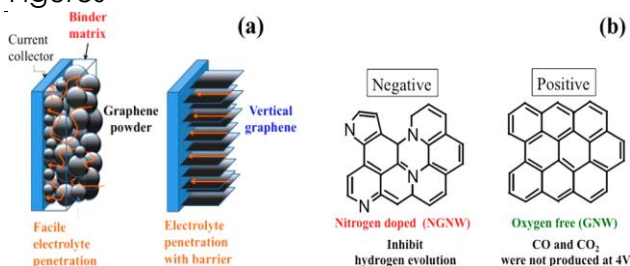 Binder
matrix
Current
collector
(a)
Graphene
powder
Vertical
graphene
Facile
electrolyte
penetration
Electrolyte
penetration
with barrier
(b)
Negative
Positive
N
N
N
N
Nitrogen doped (NGNW)
Oxygen free (GNW)
Inhibit
hydrogen evolution
CO and CO2
were not produced at 4V